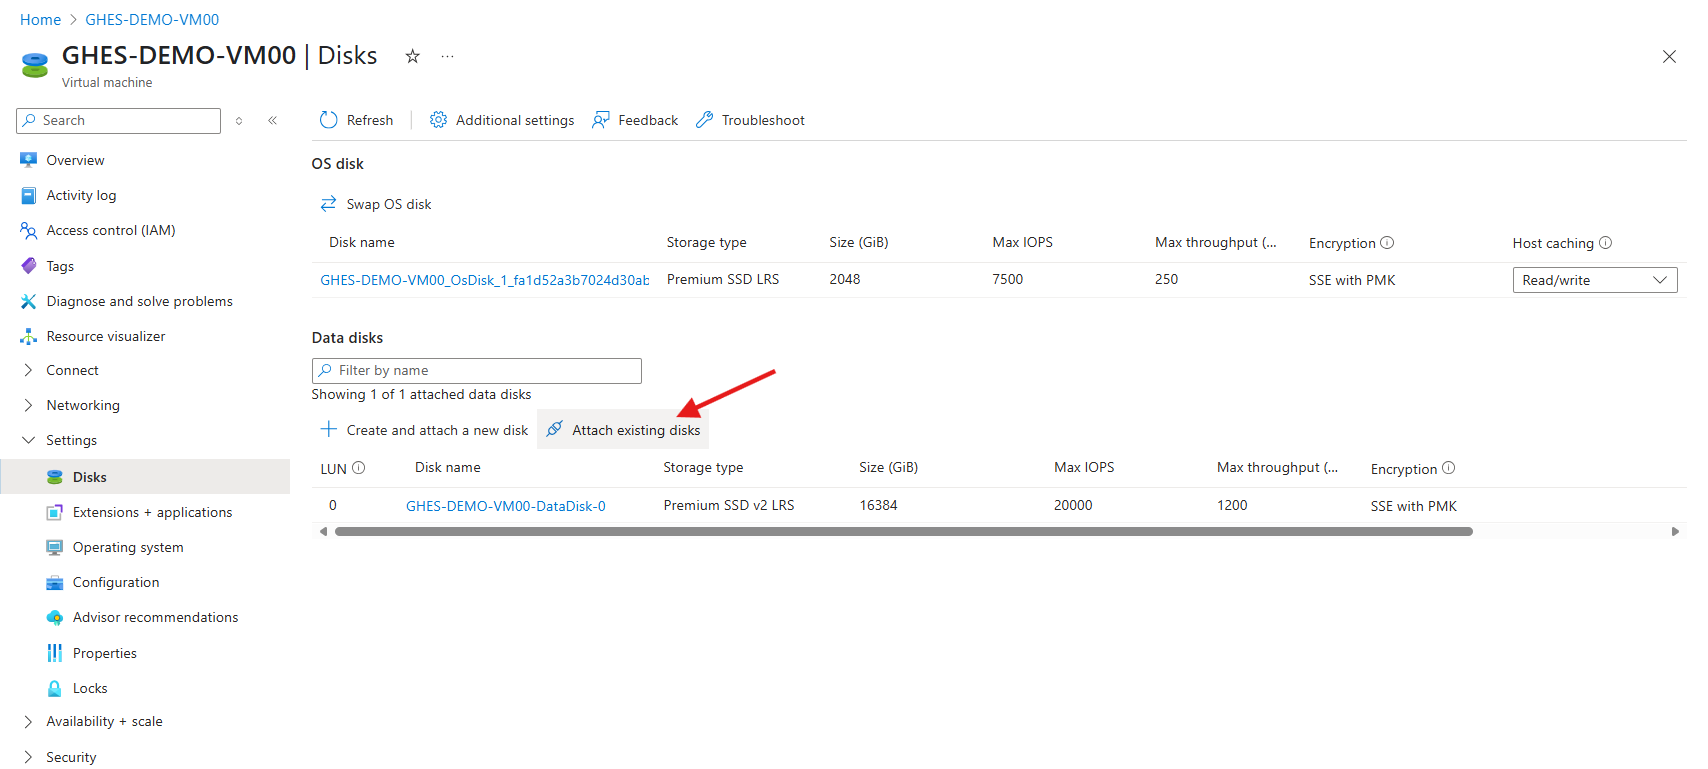 Home > GHES-DEMO-VM00
GHES-DEMO-VM00 | Disks ☆ ...
Virtual machine
Search
Overview
Activity log
Access control (IAM)
Tags
Diagnose and solve problems
Resource visualizer
Connect
Networking
Settings
Disks
Extensions + applications
Operating system
Configuration
Advisor recommendations
Properties
Locks
Availability + scale
Security
Refresh Additional settings Feedback Troubleshoot
OS disk
Swap OS disk
Disk name Storage type Size (GiB) Max IOPS Max throughput (... Encryption Host caching
GHES-DEMO-VM00_OsDisk_1_fa1d52a3b7024d30ab Premium SSD LRS 2048 7500 250 SSE with PMK Read/write
Data disks
Filter by name
Showing 1 of 1 attached data disks
Create and attach a new disk Attach existing disks
LUN Disk name Storage type Size (GiB) Max IOPS Max throughput (... Encryption
0 GHES-DEMO-VM00-DataDisk-0 Premium SSD v2 LRS 16384 20000 1200 SSE with PMK